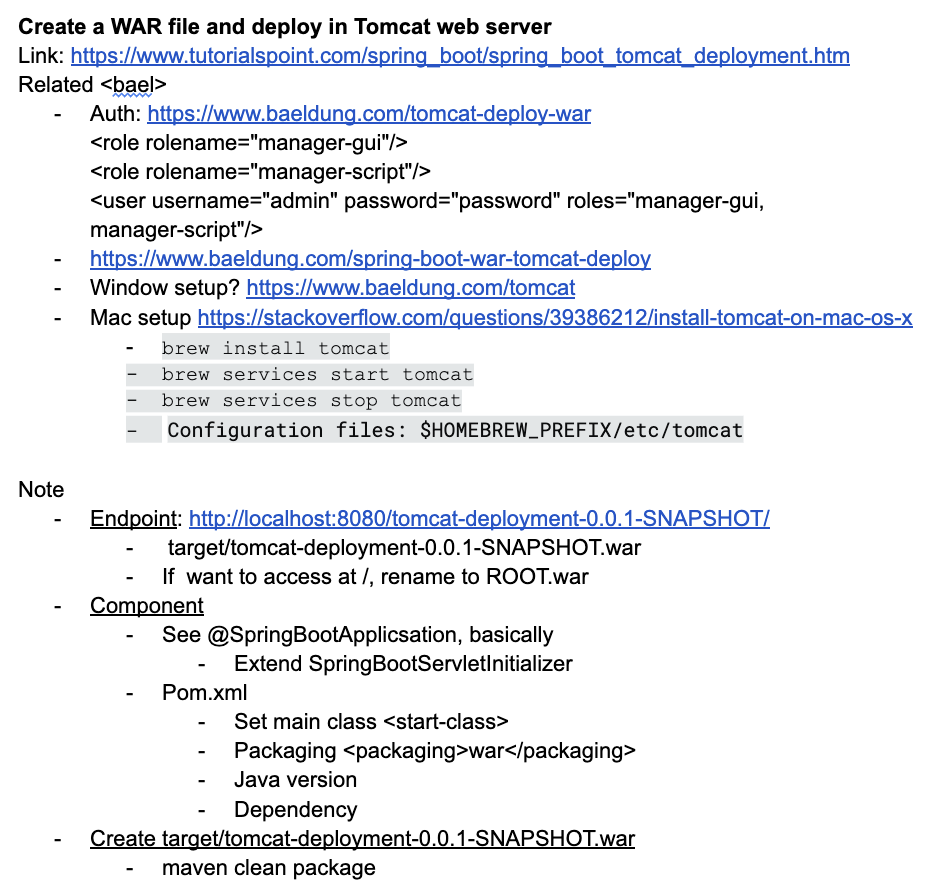 Create a WAR file and deploy in Tomcat web server
Link: https://www.tutorialspoint.com/spring_boot/spring_boot_tomcat_deployment.htm
Related <bael>
- Auth: https://www.baeldung.com/tomcat-deploy-war
<role rolename="manager-gui"/>
<role rolename="manager-script"/>
<user username="admin" password="password" roles="manager-gui,
manager-script"/>
- https://www.baeldung.com/spring-boot-war-tomcat-deploy
- Window setup? https://www.baeldung.com/tomcat
- Mac setup https://stackoverflow.com/questions/39386212/install-tomcat-on-mac-os-x
- brew install tomcat
- brew services start tomcat
- brew services stop tomcat
- Configuration files: $HOMEBREW_PREFIX/etc/tomcat
Note
- Endpoint: http://localhost:8080/tomcat-deployment-0.0.1-SNAPSHOT/
- target/tomcat-deployment-0.0.1-SNAPSHOT.war
- If  want to access at /, rename to ROOT.war
- Component
- See @SpringBootApplicsation, basically
- Extend SpringBootServletInitializer
- Pom.xml
- Set main class <start-class>
- Packaging <packaging>war</packaging>
- Java version
- Dependency
- Create target/tomcat-deployment-0.0.1-SNAPSHOT.war
- maven clean package